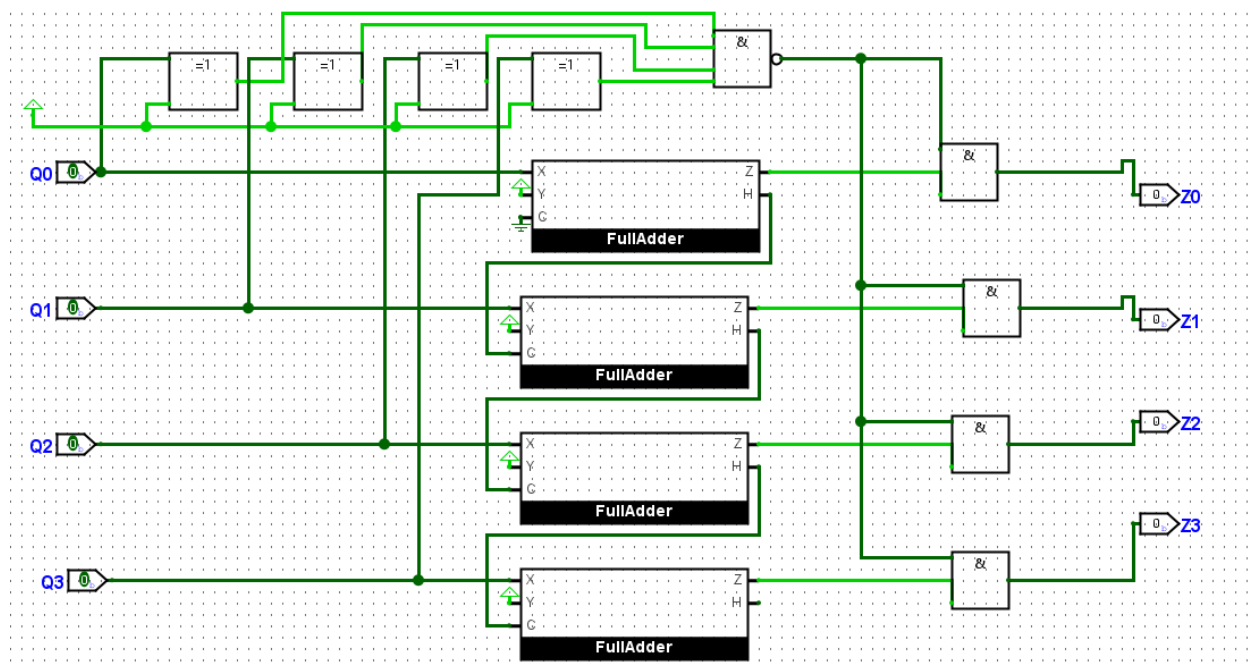 &
=1 =1 =1 =1
&
Q0 0 X Z
Y H
C
0 Z0
FullAdder
&
Q1 0 X Z
Y H
0 Z1
C
FullAdder
&
0 Z2
Q2 0 X Z
Y H
C
FullAdder
0 Z3
&
Q3 0 X Z
Y H
C
FullAdder